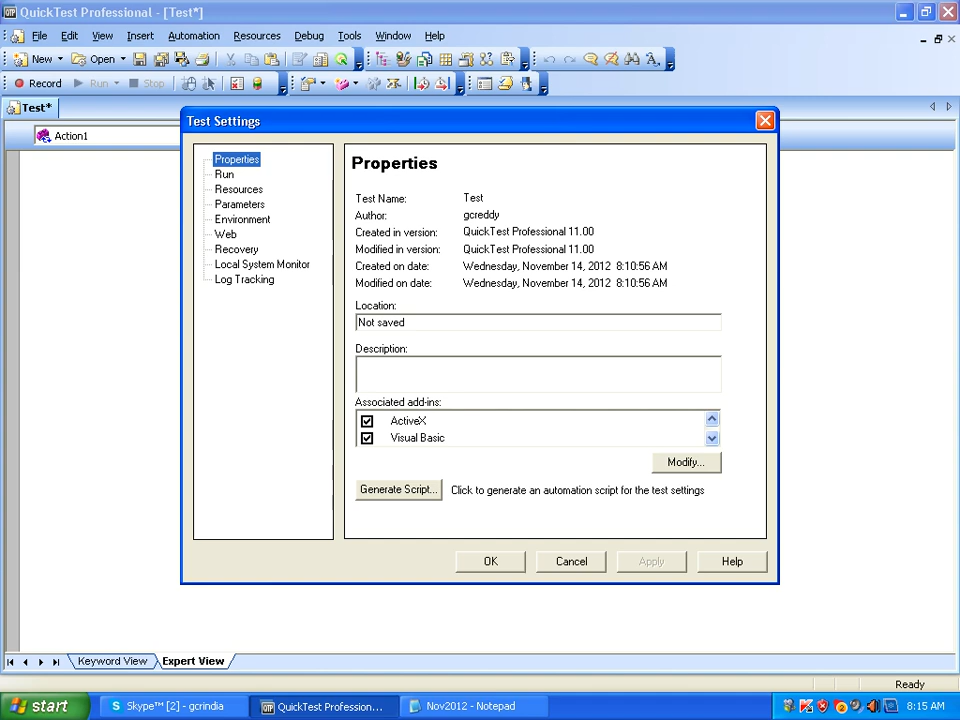 QTP QuickTest Professional - [Test*]
File Edit View Insert Automation Resources Debug Tools Window Help
New Open
Record Run Stop
Test*
Action1
Test Settings
Properties
Run
Resources
Parameters
Environment
Web
Recovery
Local System Monitor
Log Tracking
Properties
Test Name: Test
Author: gcreddy
Created in version: QuickTest Professional 11.00
Modified in version: QuickTest Professional 11.00
Created on date: Wednesday, November 14, 2012 8:10:56 AM
Modified on date: Wednesday, November 14, 2012 8:10:56 AM
Location:
Not saved
Description:
Associated add-ins:
ActiveX
Visual Basic
Modify...
Generate Script... Click to generate an automation script for the test settings
OK Cancel Apply Help
Keyword View Expert View
Ready
start Skype™ [2] - gcrindia QTP QuickTest Profession... Nov2012 - Notepad 8:15 AM